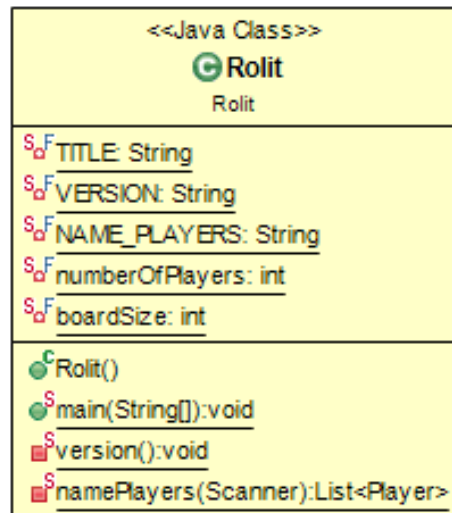 <<Java Class>>
C Rolit
Rolit
S F TITLE: String
S F VERSION: String
S F NAME_PLAYERS: String
S F numberOfPlayers: int
S F boardSize: int
C Rolit()
S main(String[]):void
S version():void
S namePlayers(Scanner):List<Player>